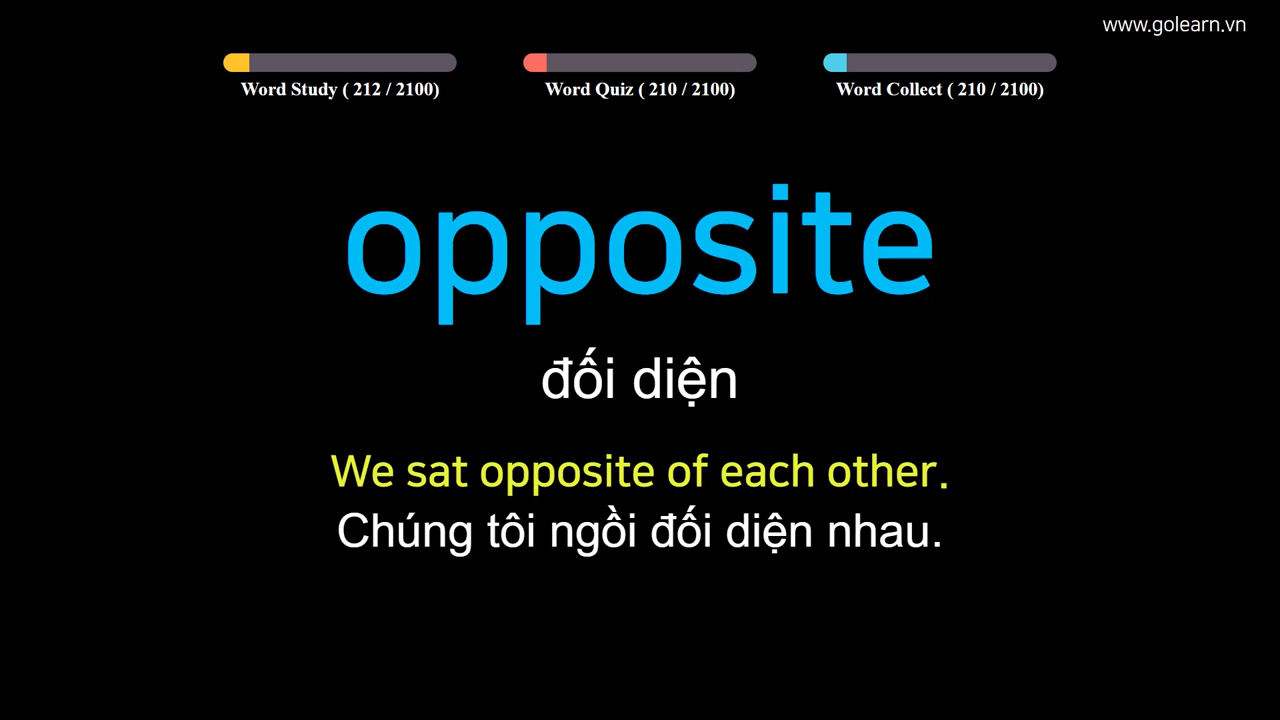 www.golearn.vn
Word Study ( 212 / 2100)
Word Quiz ( 210 / 2100)
Word Collect ( 210 / 2100)
opposite
đối diện
We sat opposite of each other.
Chúng tôi ngồi đối diện nhau.